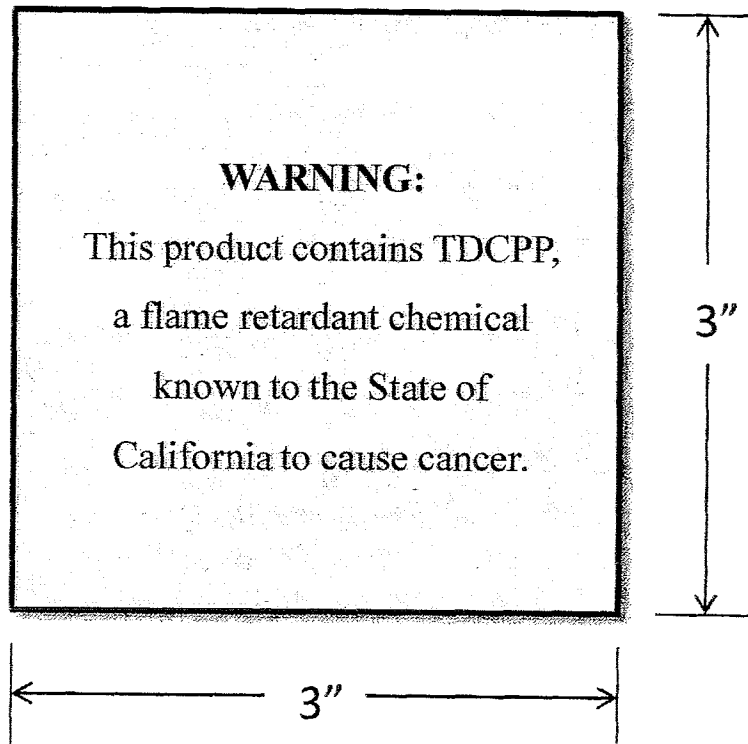 WARNING:
This product contains TDCPP,
a flame retardant chemical
known to the State of
California to cause cancer.
3"
3"